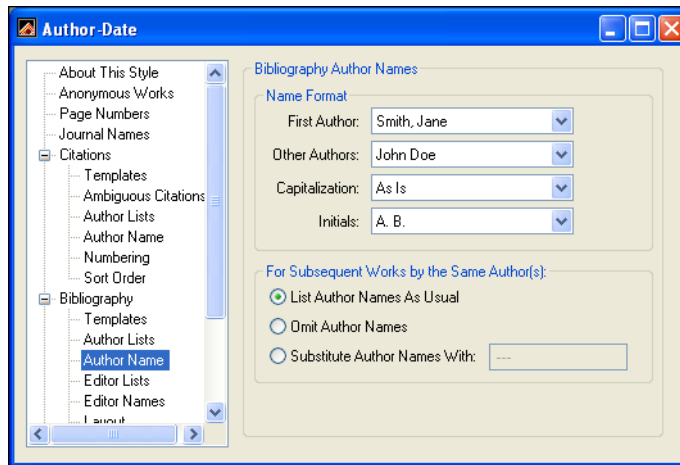 Author-Date
About This Style
Anonymous Works
Page Numbers
Journal Names
Citations
Templates
Ambiguous Citations
Author Lists
Author Name
Numbering
Sort Order
Bibliography
Templates
Author Lists
Author Name
Editor Lists
Editor Names
Layout
Bibliography Author Names
Name Format
First Author: Smith, Jane
Other Authors: John Doe
Capitalization: As Is
Initials: A. B.
For Subsequent Works by the Same Author(s):
List Author Names As Usual
Omit Author Names
Substitute Author Names With: ---